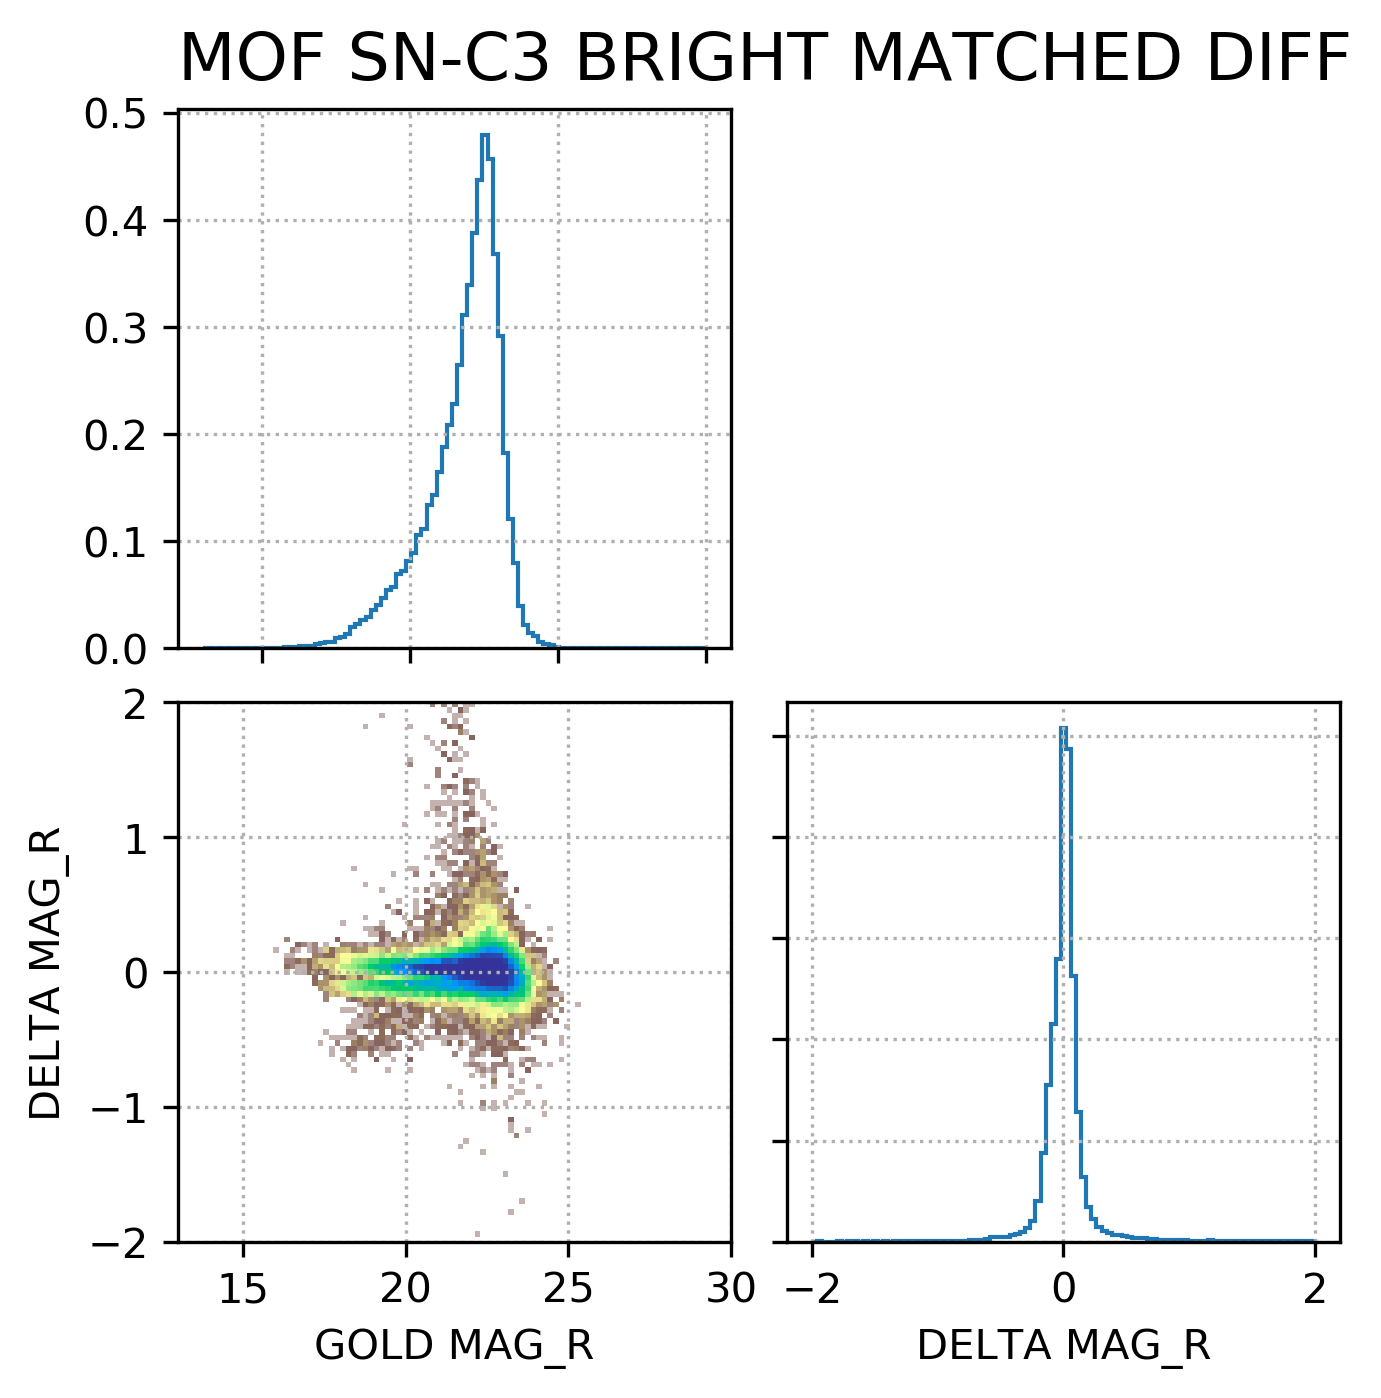 MOF SN-C3 BRIGHT MATCHED DIFF
0.5
0.4
0.3
0.2
0.1
0.0
2
1
0
−1
−2
DELTA MAG_R
15 20 25 30
GOLD MAG_R
−2 0 2
DELTA MAG_R